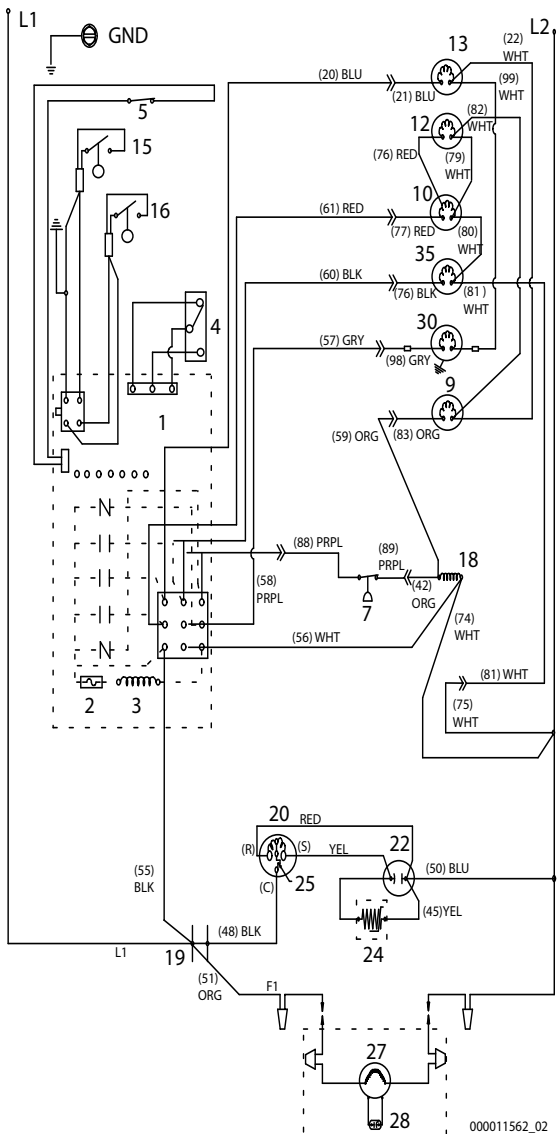 L1
L2
GND
13
(22)
WHT
(20) BLU
(21) BLU
(99)
WHT
5
12
(82)
WHT
15
(76) RED
(79)
WHT
10
16
(61) RED
(77) RED
(80)
WHT
35
(60) BLK
(76) BLK
(81 )
WHT
4
30
(57) GRY
(98) GRY
9
1
(59) ORG
(83) ORG
(88) PRPL
(89)
PRPL
18
(58)
PRPL
7
(42)
ORG
(74)
WHT
(56) WHT
(81) WHT
2
3
(75)
WHT
20
RED
(R)
(S)
YEL
22
(50) BLU
(55)
BLK
(C)
25
(45)YEL
(48) BLK
24
L1
19
(51)
ORG
F1
27
28
000011562_02